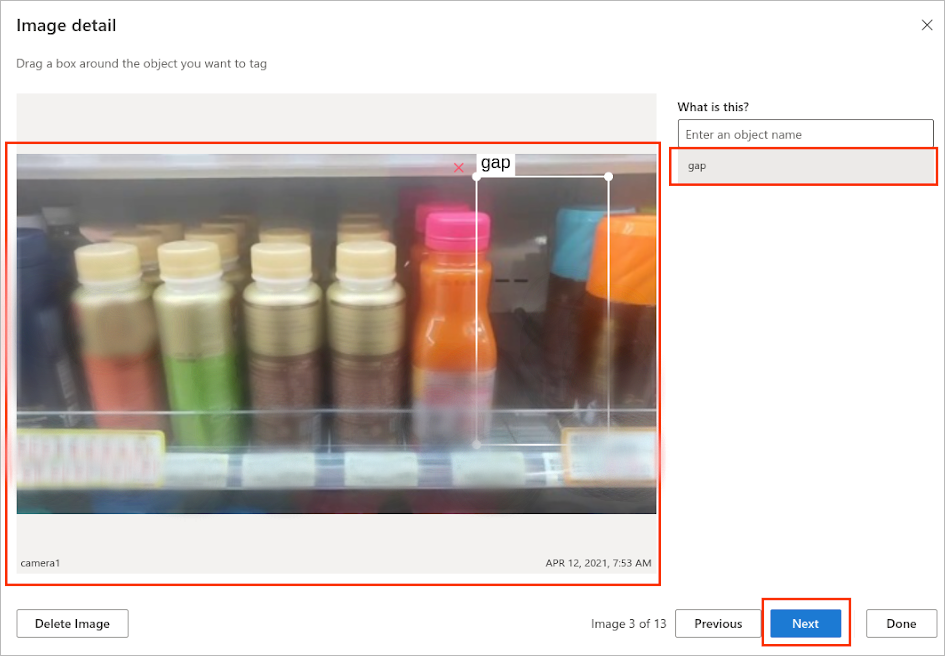 Image detail
Drag a box around the object you want to tag
What is this?
Enter an object name
gap
gap
camera1
APR 12, 2021, 7:53 AM
Delete Image
Image 3 of 13
Previous
Next
Done